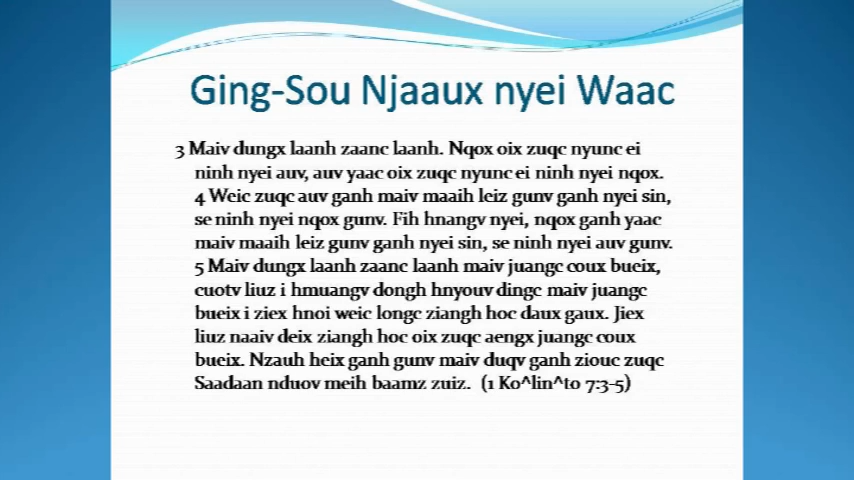 Ging-Sou Njaaux nyei Waac
3 Maiv dungx laanh zaanc laanh. Nqox oix zuqc nyunc ei
ninh nyei auv, auv yaac oix zuqc nyunc ei ninh nyei nqox.
4 Weic zuqc auv ganh maiv maaih leiz gunv ganh nyei sin,
se ninh nyei nqox gunv. Fih hnangv nyei, nqox ganh yaac
maiv maaih leiz gunv ganh nyei sin, se ninh nyei auv gunv.
5 Maiv dungx laanh zaanc laanh maiv juangc coux bueix,
cuotv liuz i hmuangv dongh hnyouv dingc maiv juangc
bueix i ziex hnoi weic longc ziangh hoc daux gaux. Jiex
liuz naaiv deix ziangh hoc oix zuqc aengx juangc coux
bueix. Nzauh heix ganh gunv maiv duqv ganh ziouc zuqc
Saadaan nduov meih baamz zuiz. (1 Ko^lin^to 7:3-5)